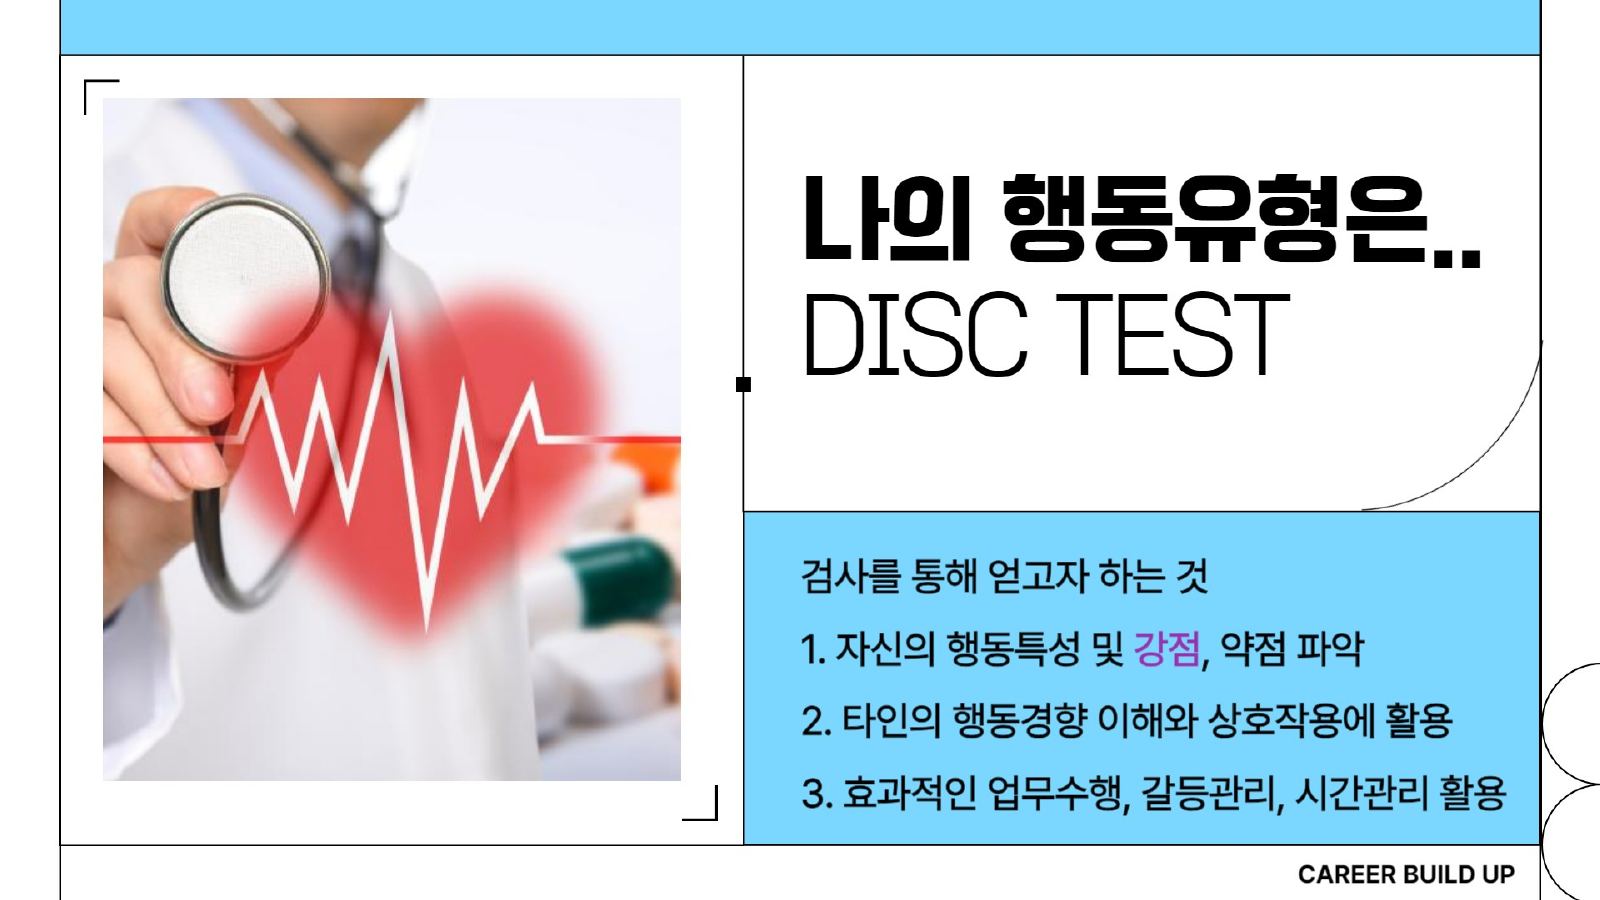 나의 행동유형은..
DISC TEST
검사를 통해 얻고자 하는 것
1. 자신의 행동특성 및 강점, 약점 파악
2. 타인의 행동경향 이해와 상호작용에 활용
3. 효과적인 업무수행, 갈등관리, 시간관리 활용
CAREER BUILD UP